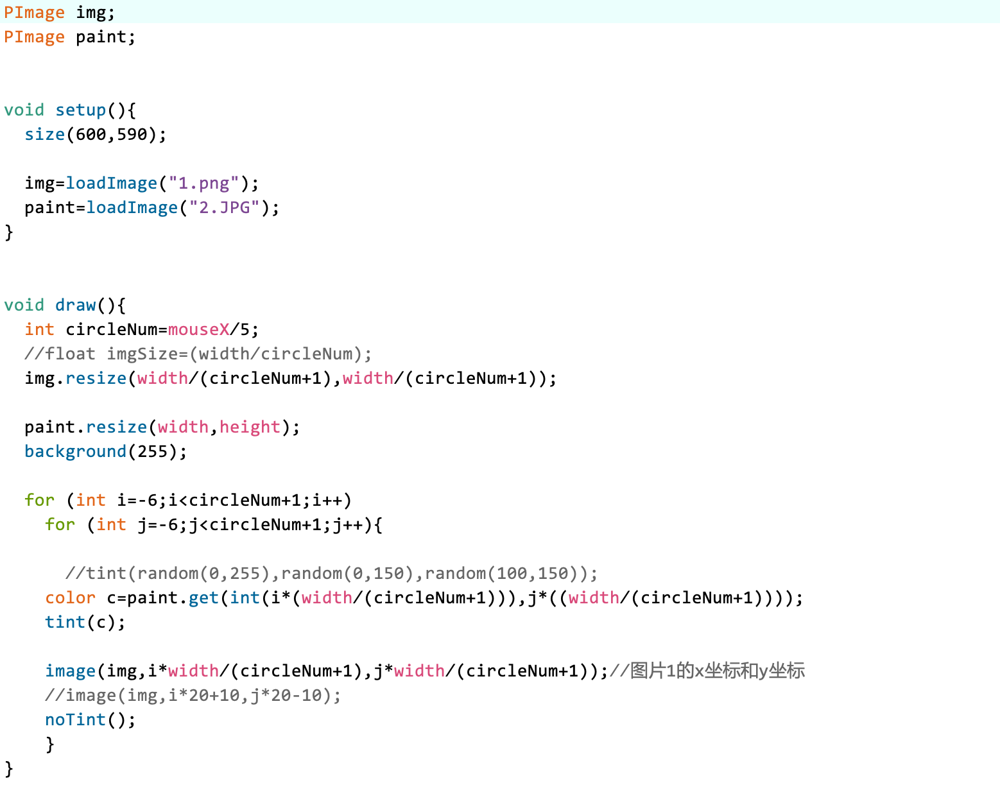 PImage img;
PImage paint;
void setup(){
  size(600,590);
  img=loadImage("1.png");
  paint=loadImage("2.JPG");
}
void draw(){
  int circleNum=mouseX/5;
  //float imgSize=(width/circleNum);
  img.resize(width/(circleNum+1),width/(circleNum+1));
  paint.resize(width,height);
  background(255);
  for (int i=-6;i<circleNum+1;i++)
    for (int j=-6;j<circleNum+1;j++){
      //tint(random(0,255),random(0,150),random(100,150));
    color c=paint.get(int(i*(width/(circleNum+1))),j*((width/(circleNum+1))));
    tint(c);
    image(img,i*width/(circleNum+1),j*width/(circleNum+1));//图片1的x坐标和y坐标
    //image(img,i*20+10,j*20-10);
    noTint();
    }
}